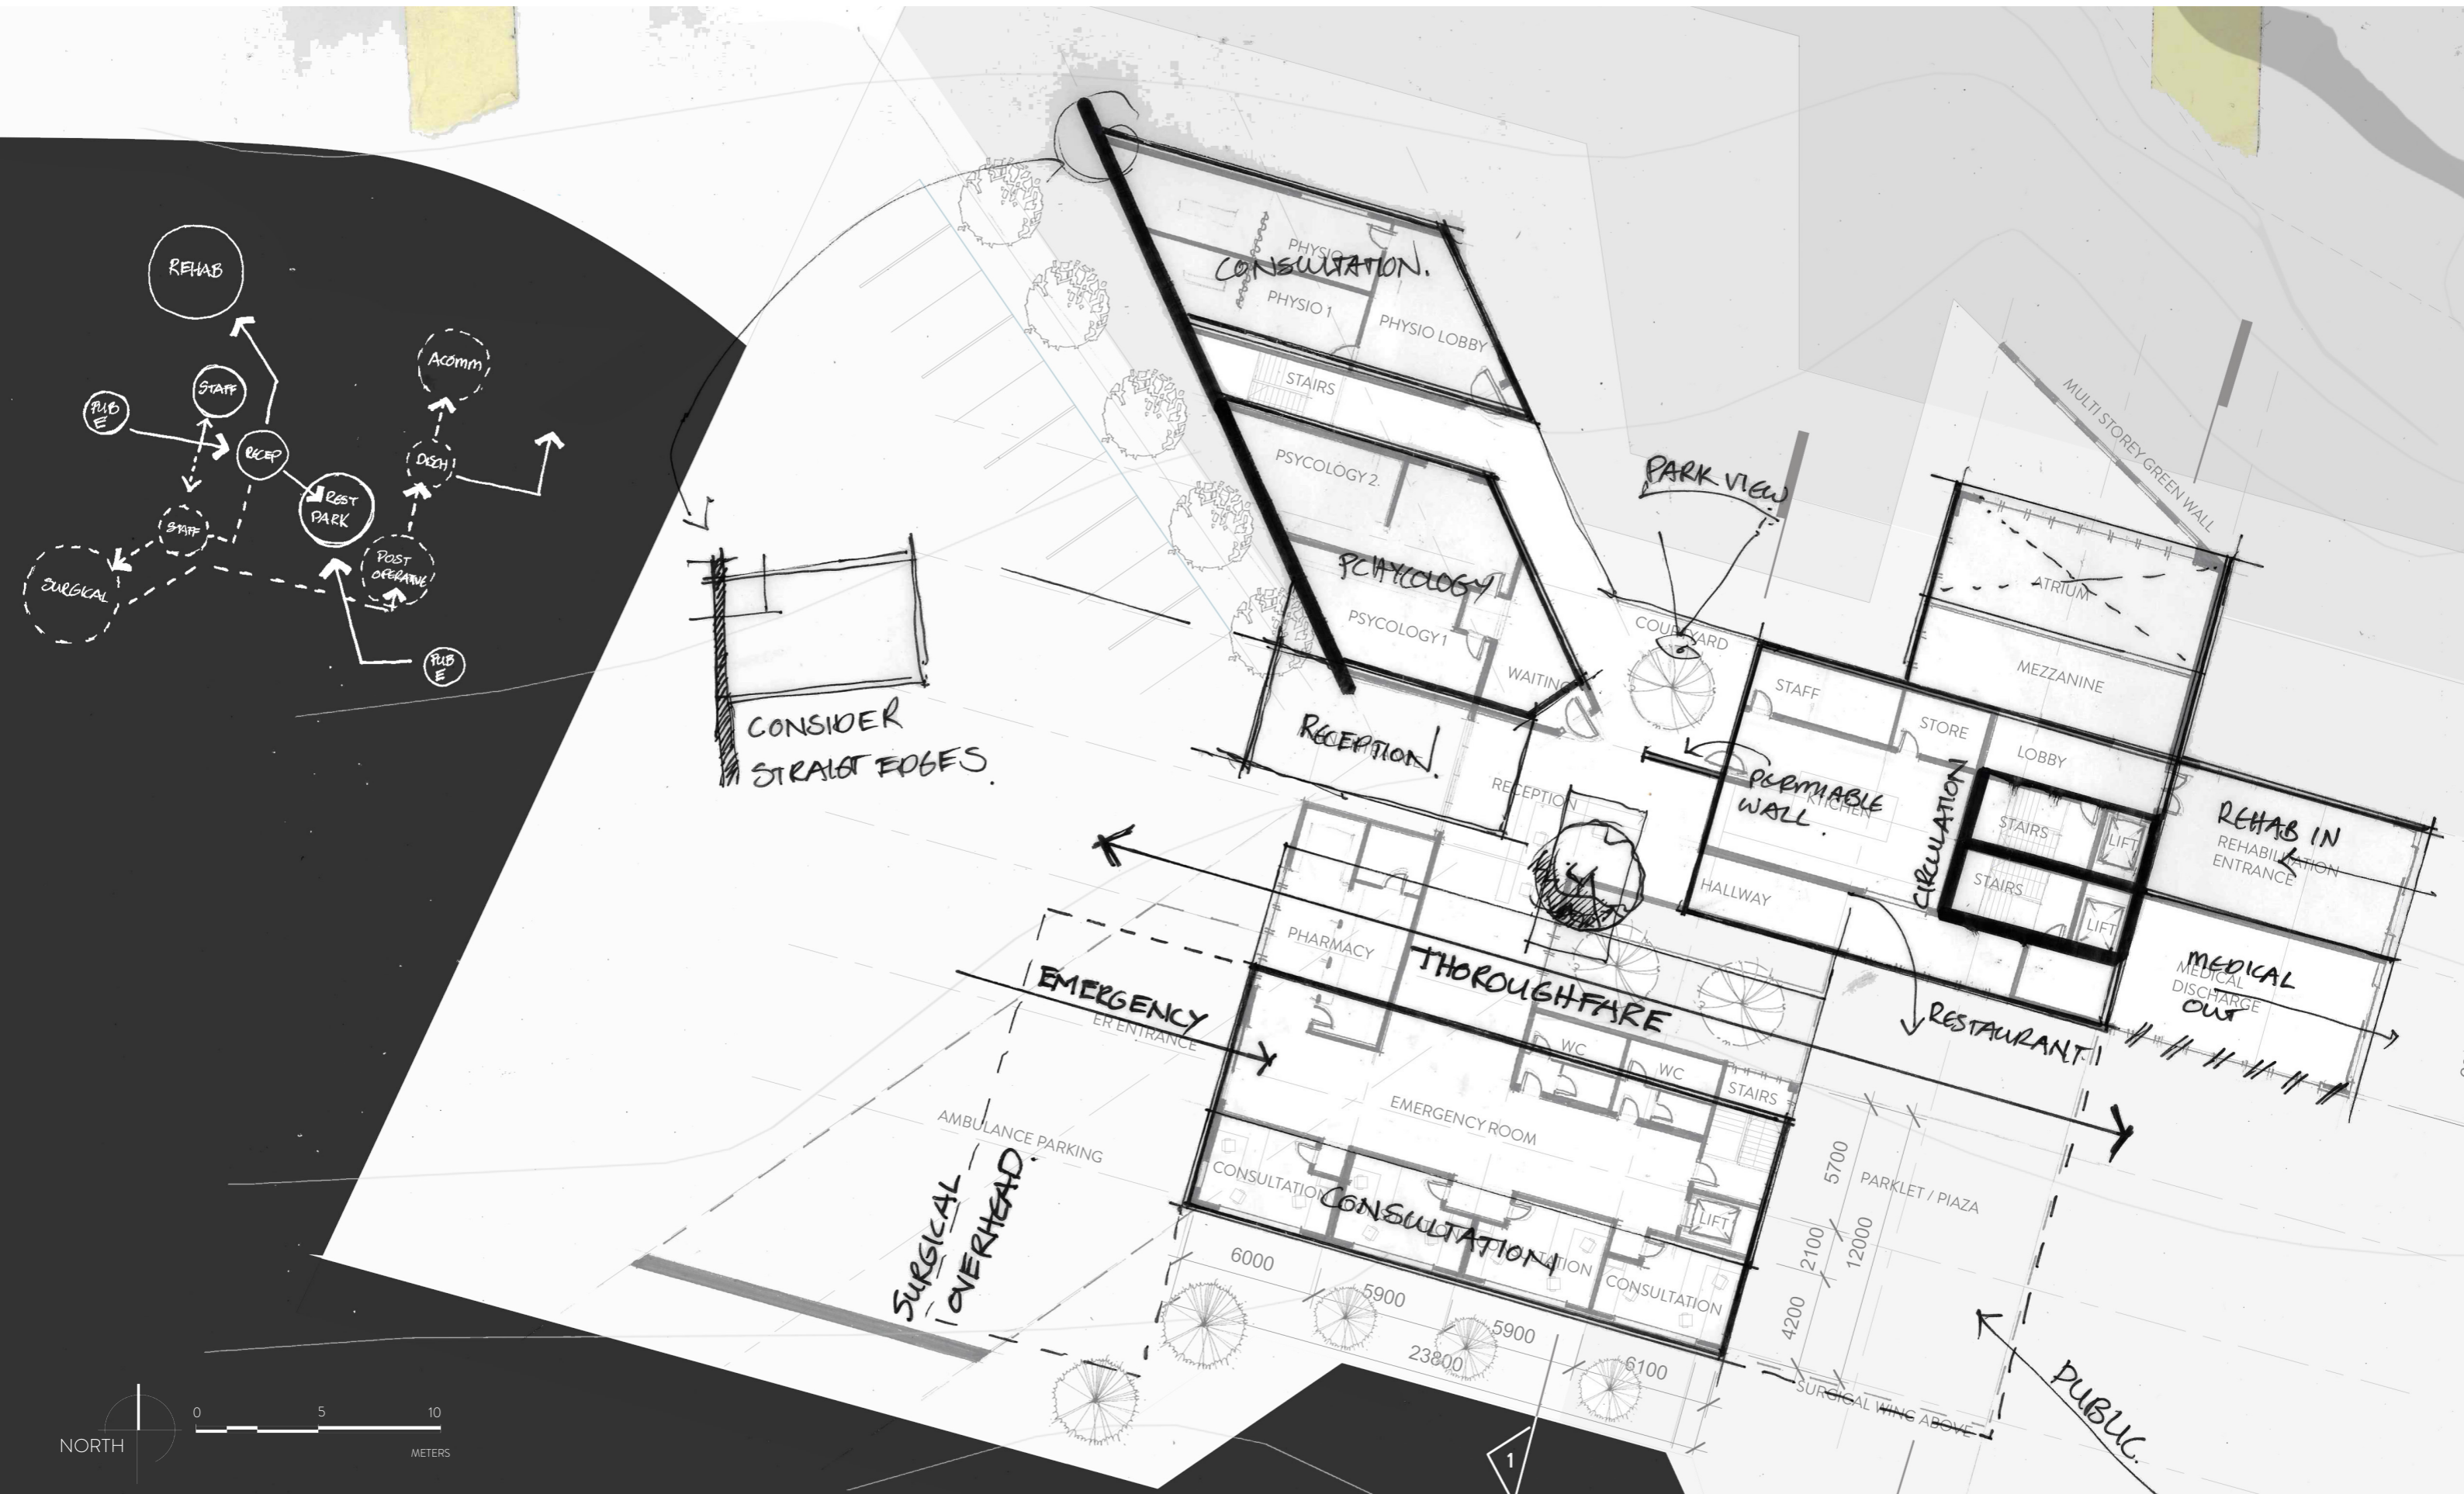 REHAB
STAFF
PUB
E
RECEP
REST
PARK
STAFF
SURGICAL
POST
OPERATIVE
DISCH
ACOMM
PUB
E
CONSIDER
STRAIGT EDGES.
PHYSIO
CONSULTATION.
PHYSIO 1
PHYSIO LOBBY
STAIRS
PSYCOLOGY 2
PCHYCOLOGY
PSYCOLOGY 1
WAITING
PARK VIEW
COURTYARD
MULTI STOREY GREEN WALL
ATRIUM
MEZZANINE
STAFF
STORE
LOBBY
RECEPTION.
RECEPTION
PERMIABLE
WALL.
KITCHEN
CIRCULATION
STAIRS
LIFT
STAIRS
LIFT
HALLWAY
REHAB IN
REHABILITATION
ENTRANCE
MEDICAL
OUT
MEDICAL
DISCHARGE
PHARMACY
THOROUGHFARE
RESTAURANT
EMERGENCY
ER ENTRANCE
AMBULANCE PARKING
SURGICAL
OVERHEAD.
WC
WC
STAIRS
EMERGENCY ROOM
LIFT
CONSULTATION
CONSULTATION
CONSULTATION
PARKLET / PIAZA
5700
2100
12000
4200
6000
5900
5900
6100
23800
SURGICAL WING ABOVE
PUBLIC.
1
NORTH
0 5 10
METERS